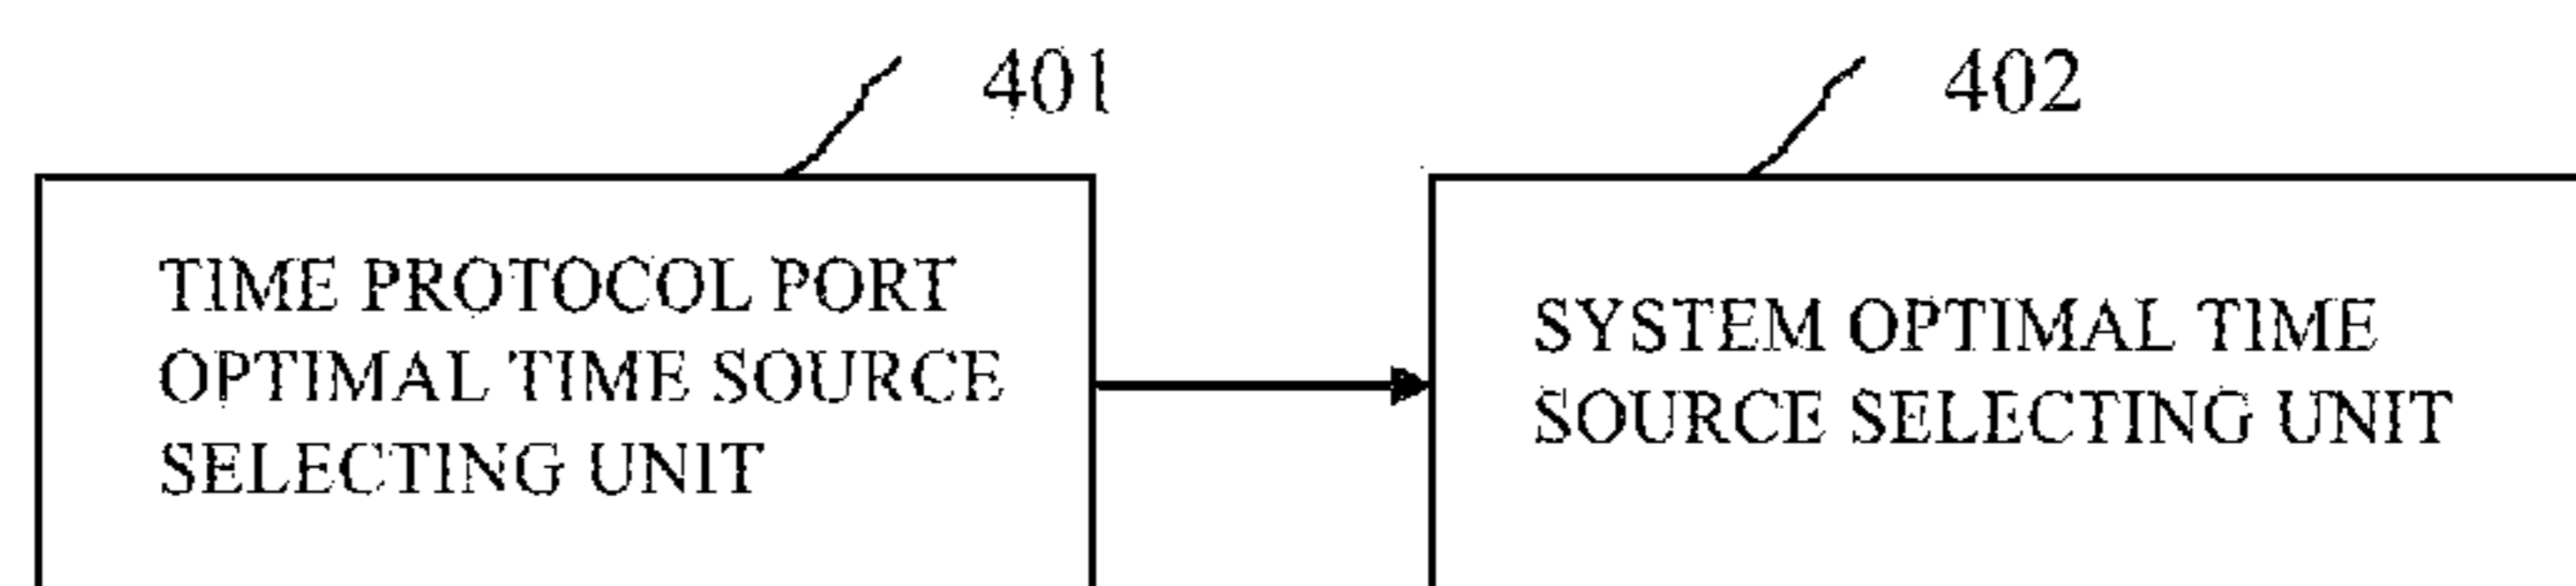 401
402
TIME PROTOCOL PORT
OPTIMAL TIME SOURCE
SELECTING UNIT
SYSTEM OPTIMAL TIME
SOURCE SELECTING UNIT